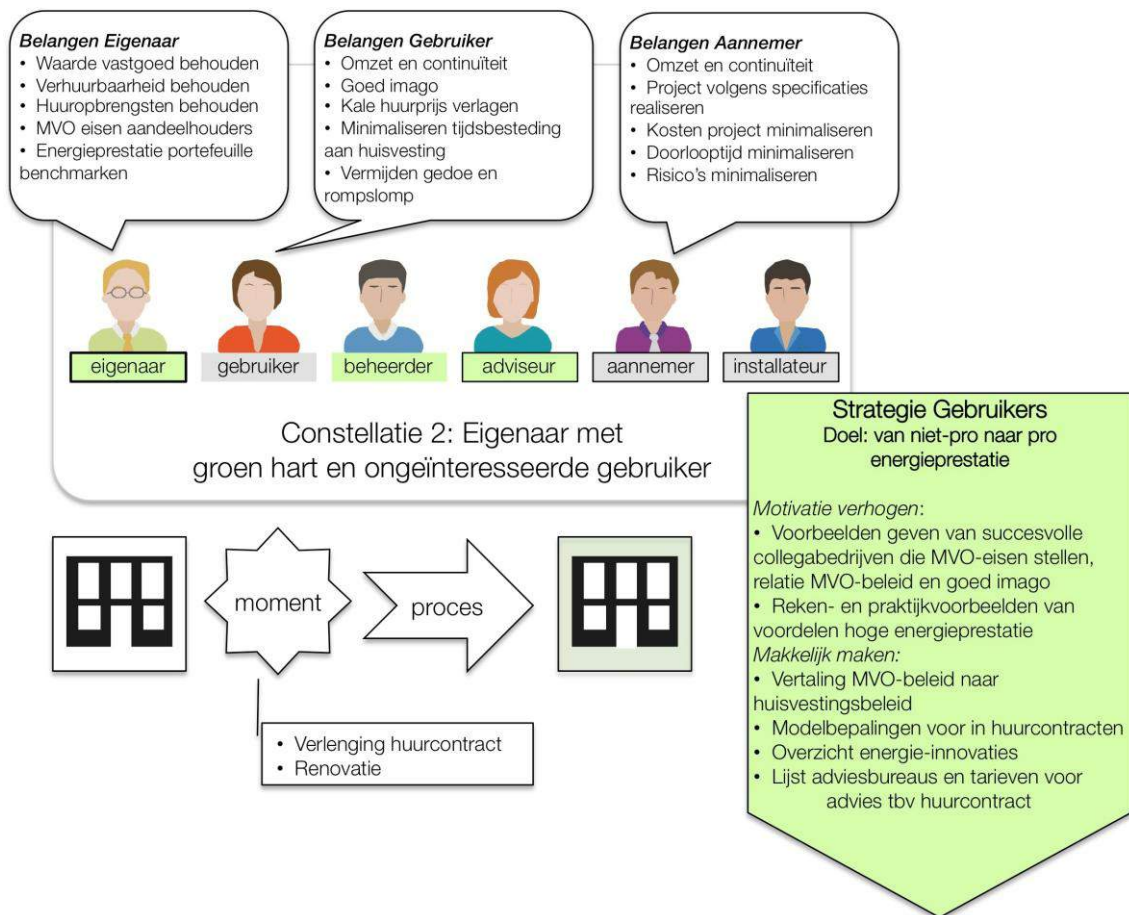 Belangen Eigenaar
• Waarde vastgoed behouden
• Verhuurbaarheid behouden
• Huuropbrengsten behouden
• MVO eisen aandeelhouders
• Energieprestatie portefeuille
benchmarken
Belangen Gebruiker
• Omzet en continuïteit
• Goed imago
• Kale huurprijs verlagen
• Minimaliseren tijdsbesteding
aan huisvesting
• Vermijden gedoe en
rompslomp
Belangen Aannemer
• Omzet en continuïteit
• Project volgens specificaties
realiseren
• Kosten project minimaliseren
• Doorlooptijd minimaliseren
• Risico's minimaliseren
eigenaar
gebruiker
beheerder
adviseur
aannemer
installateur
Constellatie 2: Eigenaar met
groen hart en ongeïnteresseerde gebruiker
moment
proces
• Verlenging huurcontract
• Renovatie
Strategie Gebruikers
Doel: van niet-pro naar pro
energieprestatie
Motivatie verhogen:
• Voorbeelden geven van succesvolle
collegabedrijven die MVO-eisen stellen,
relatie MVO-beleid en goed imago
• Reken- en praktijkvoorbeelden van
voordelen hoge energieprestatie
Makkelijk maken:
• Vertaling MVO-beleid naar
huisvestingsbeleid
• Modelbepalingen voor in huurcontracten
• Overzicht energie-innovaties
• Lijst adviesbureaus en tarieven voor
advies tbv huurcontract